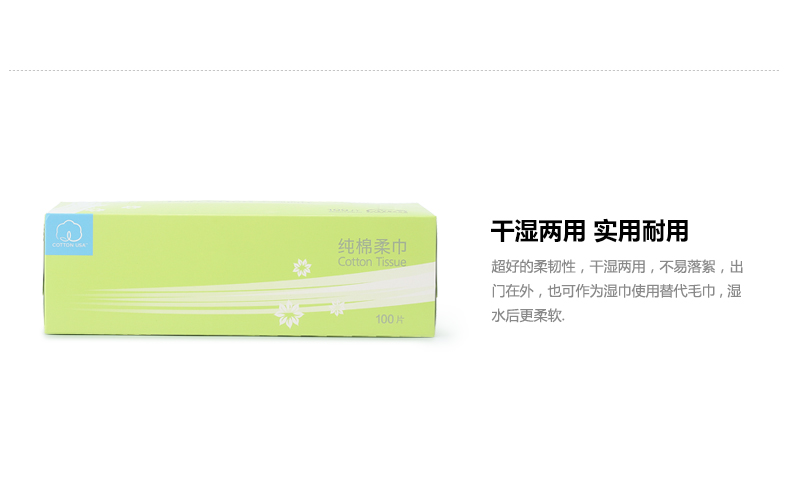 纯棉柔巾
Cotton Tissue
100片
干湿两用 实用耐用
超好的柔韧性，干湿两用，不易落絮，出
门在外，也可作为湿巾使用替代毛巾，湿
水后更柔软.